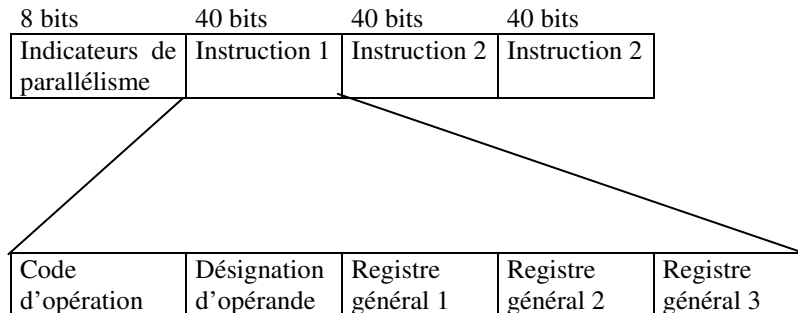 8 bits 40 bits 40 bits 40 bits
Indicateurs de parallélisme Instruction 1 Instruction 2 Instruction 2
Code d'opération Désignation d'opérande Registre général 1 Registre général 2 Registre général 3